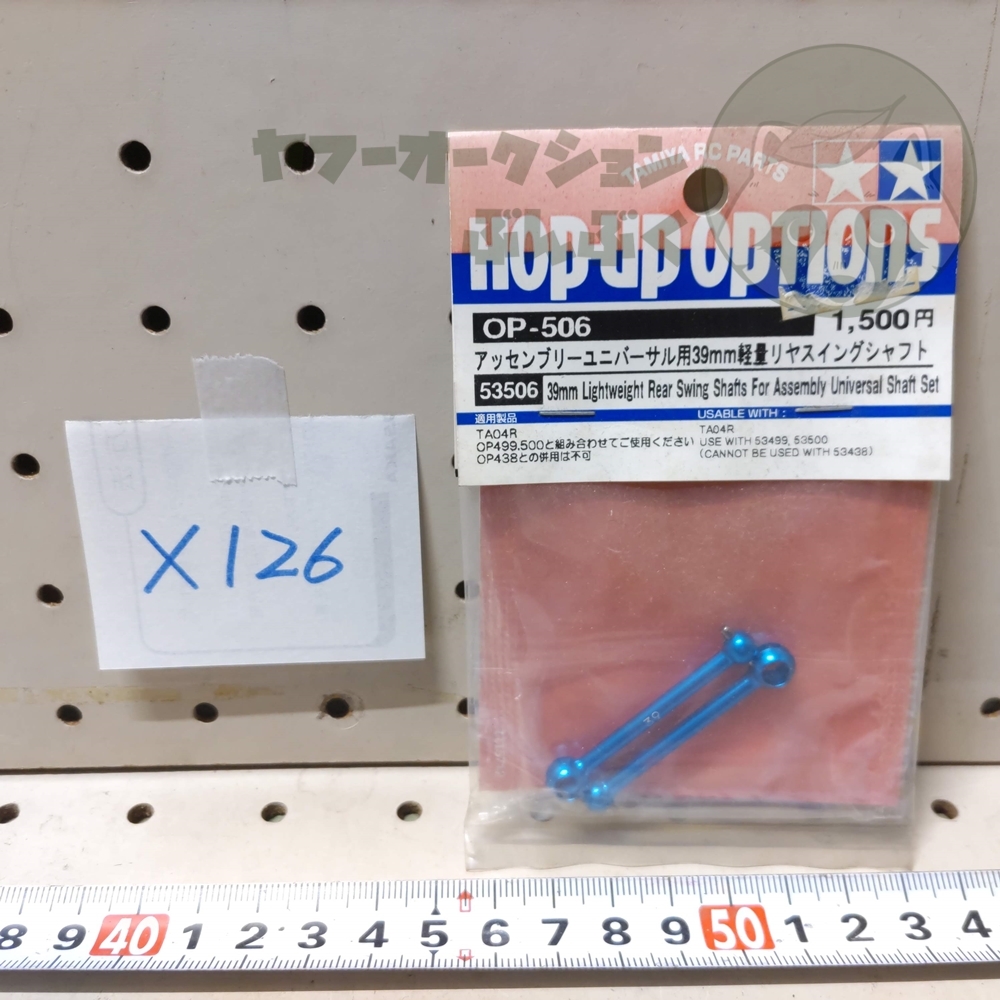 ヤフーオークション
ぶんぶく
TAMIYA RC PARTS
HOP-UP OPTIONS
OP-506
1,500円
アッセンブリーユニバーサル用39mm軽量リヤスイングシャフト
53506 39mm Lightweight Rear Swing Shafts For Assembly Universal Shaft Set
適用製品
TA04R
OP499.500と組み合わせてご使用ください
OP438との併用は不可
USABLE WITH :
TA04R
USE WITH 53499, 53500
(CANNOT BE USED WITH 53438)
X126
39
8 9 40 1 2 3 4 5 6 7 8 9 50 1 2 3 4